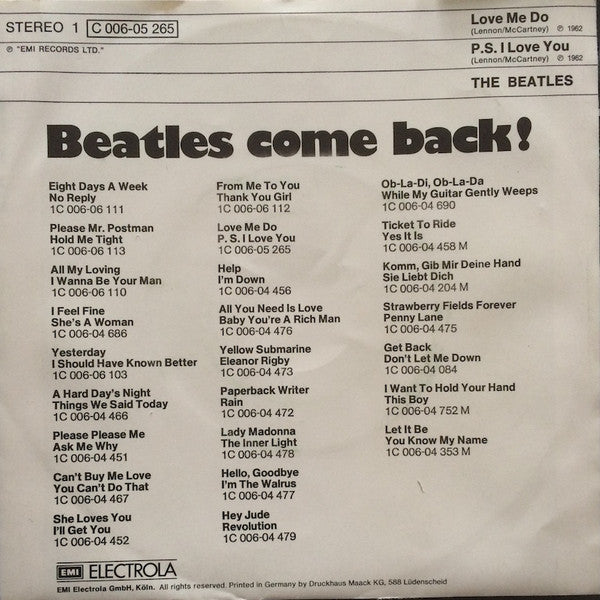 STEREO 1 C 006-05 265
℗ "EMI RECORDS LTD."
Love Me Do
(Lennon/McCartney) ℗ 1962
P.S. I Love You
(Lennon/McCartney) ℗ 1962
THE BEATLES
Beatles come back!
Eight Days A Week
No Reply
1C 006-06 111
Please Mr. Postman
Hold Me Tight
1C 006-06 113
All My Loving
I Wanna Be Your Man
1C 006-06 110
I Feel Fine
She's A Woman
1C 006-04 686
Yesterday
I Should Have Known Better
1C 006-06 103
A Hard Day's Night
Things We Said Today
1C 006-04 466
Please Please Me
Ask Me Why
1C 006-04 451
Can't Buy Me Love
You Can't Do That
1C 006-04 467
She Loves You
I'll Get You
1C 006-04 452
From Me To You
Thank You Girl
1C 006-06 112
Love Me Do
P. S. I Love You
1C 006-05 265
Help
I'm Down
1C 006-04 456
All You Need Is Love
Baby You're A Rich Man
1C 006-04 476
Yellow Submarine
Eleanor Rigby
1C 006-04 473
Paperback Writer
Rain
1C 006-04 472
Lady Madonna
The Inner Light
1C 006-04 478
Hello, Goodbye
I'm The Walrus
1C 006-04 477
Hey Jude
Revolution
1C 006-04 479
Ob-La-Di, Ob-La-Da
While My Guitar Gently Weeps
1C 006-04 690
Ticket To Ride
Yes It Is
1C 006-04 458 M
Komm, Gib Mir Deine Hand
Sie Liebt Dich
1C 006-04 204 M
Strawberry Fields Forever
Penny Lane
1C 006-04 475
Get Back
Don't Let Me Down
1C 006-04 084
I Want To Hold Your Hand
This Boy
1C 006-04 752 M
Let It Be
You Know My Name
1C 006-04 353 M
EMI ELECTROLA
EMI Electrola GmbH, Köln. All rights reserved. Printed in Germany by Druckhaus Maack KG, 588 Lüdenscheid